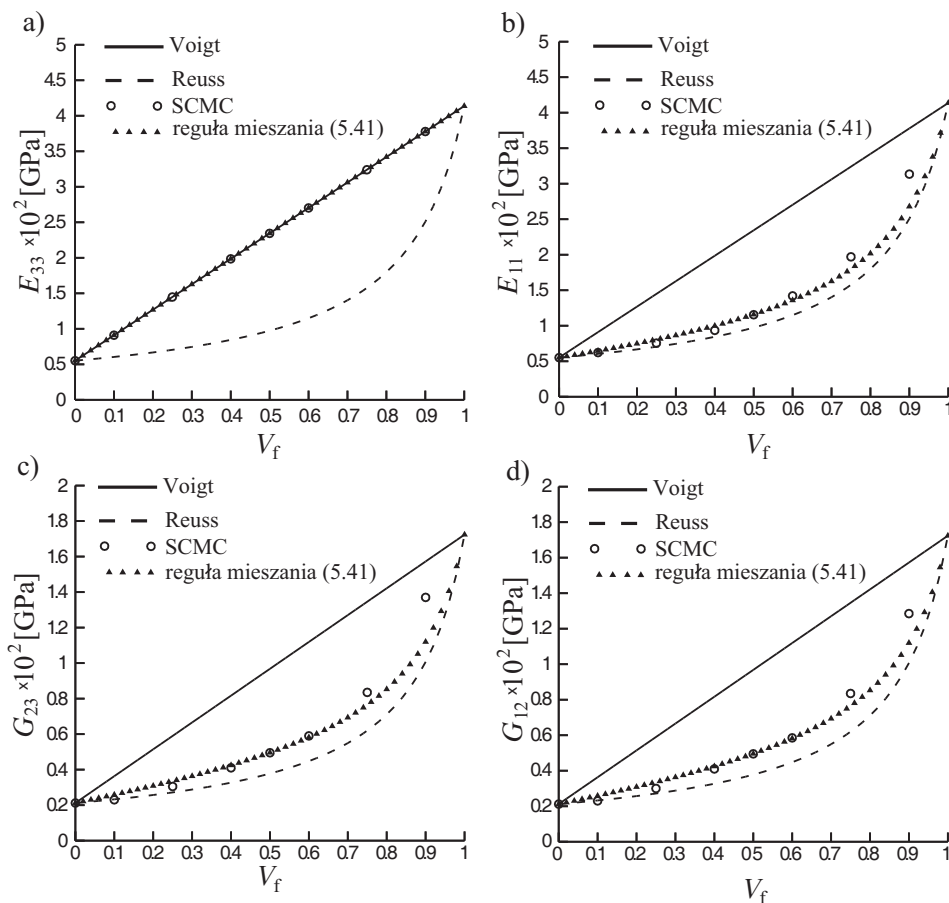 a)
Voigt
Reuss
SCMC
reguła mieszania (5.41)
E33 ×10² [GPa]
5
4.5
4
3.5
3
2.5
2
1.5
1
0.5
0
0 0.1 0.2 0.3 0.4 0.5 0.6 0.7 0.8 0.9 1
Vf
b)
Voigt
Reuss
SCMC
reguła mieszania (5.41)
E11 ×10² [GPa]
5
4.5
4
3.5
3
2.5
2
1.5
1
0.5
0
0 0.1 0.2 0.3 0.4 0.5 0.6 0.7 0.8 0.9 1
Vf
c)
Voigt
Reuss
SCMC
reguła mieszania (5.41)
G23 ×10² [GPa]
2
1.8
1.6
1.4
1.2
1
0.8
0.6
0.4
0.2
0
0 0.1 0.2 0.3 0.4 0.5 0.6 0.7 0.8 0.9 1
Vf
d)
Voigt
Reuss
SCMC
reguła mieszania (5.41)
G12 ×10² [GPa]
2
1.8
1.6
1.4
1.2
1
0.8
0.6
0.4
0.2
0
0 0.1 0.2 0.3 0.4 0.5 0.6 0.7 0.8 0.9 1
Vf